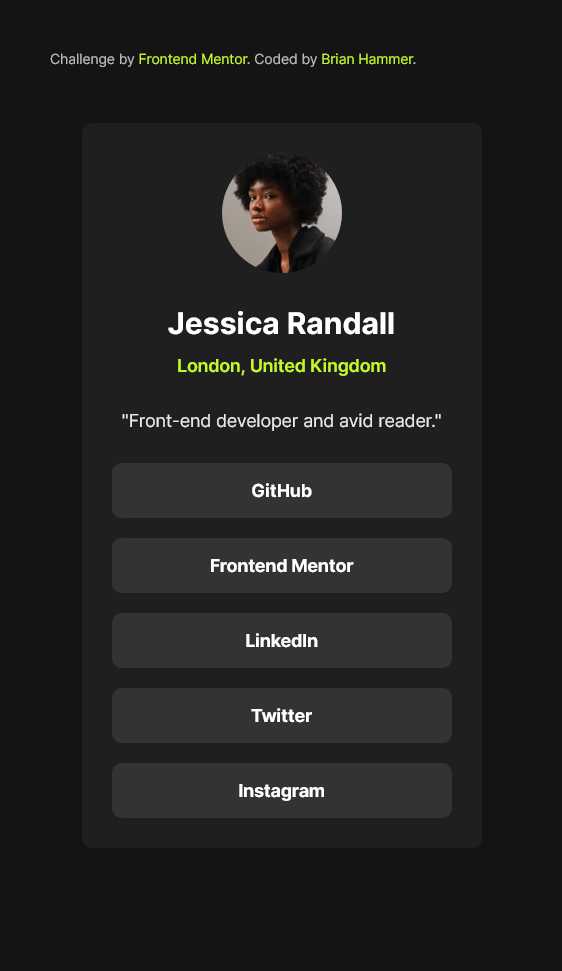 Challenge by Frontend Mentor. Coded by Brian Hammer.
Jessica Randall
London, United Kingdom
"Front-end developer and avid reader."
GitHub
Frontend Mentor
LinkedIn
Twitter
Instagram